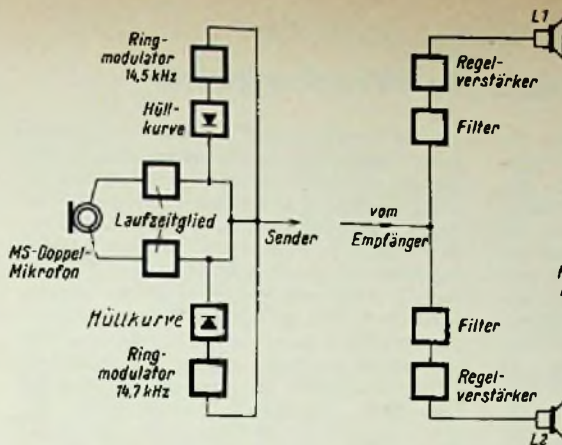 Ring-
modulator
14,5 kHz
Hüll-
kurve
Laufzeitglied
MS-Doppel-
Mikrofon
Sender
Hüllkurve
Ring-
modulator
14,7 kHz
L1
Regel-
verstärker
Filter
vom
Empfänger
Filter
Regel-
verstärker
L2